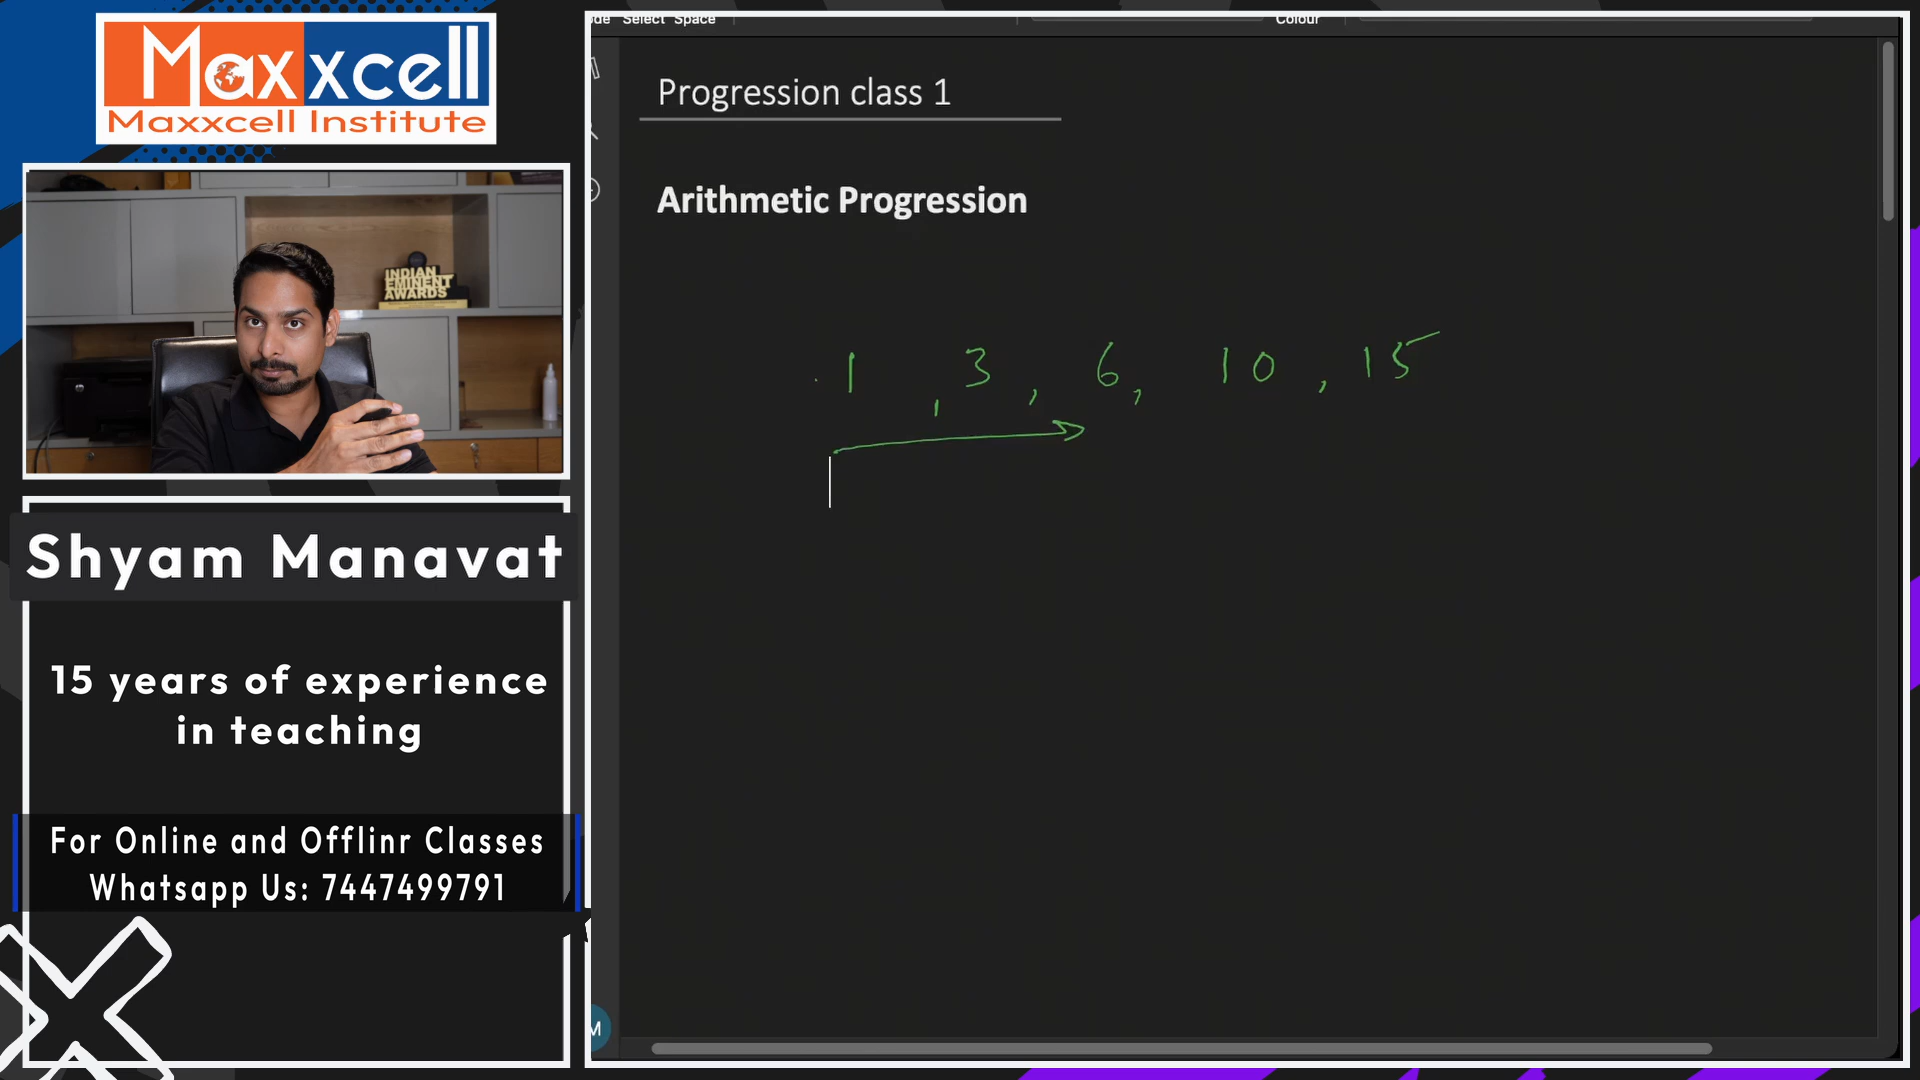 Maxxcell
Maxxcell Institute
INDIAN
EMINENT
AWARDS
Shyam Manavat
15 years of experience
in teaching
For Online and Offlinr Classes
Whatsapp Us: 7447499791
Select Space
Colour
Progression class 1
Arithmetic Progression
1 , 3 , 6 , 10 , 15
M